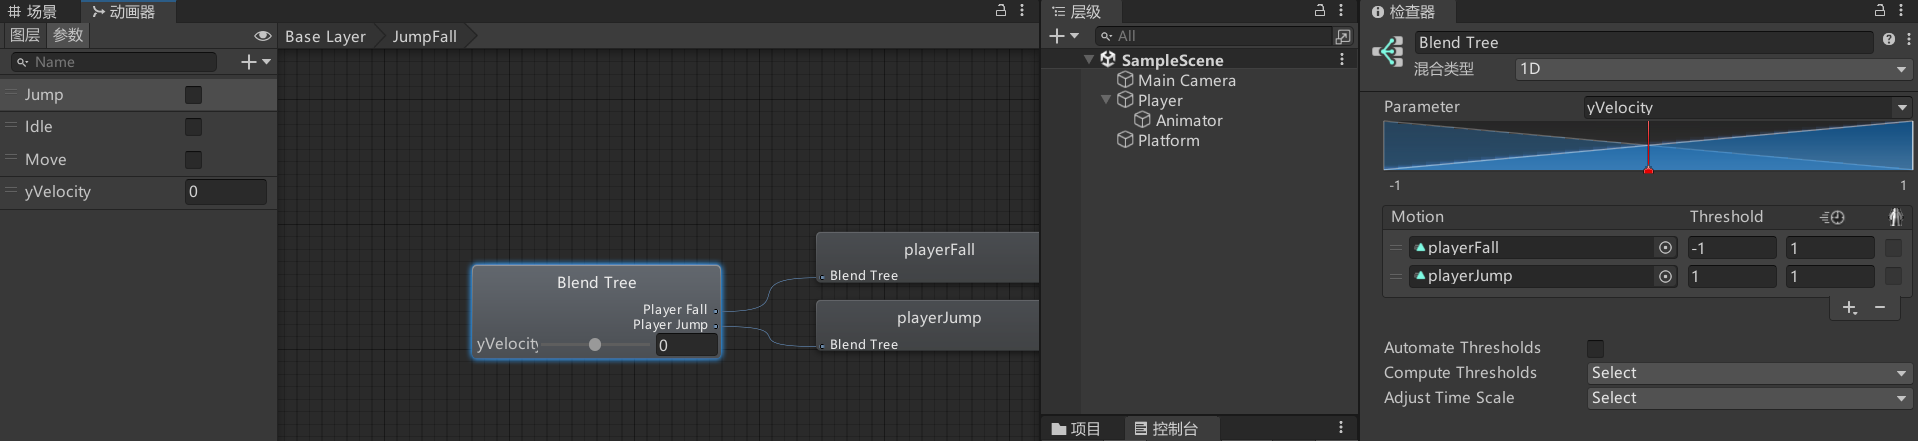 场景
动画器
图层
参数
Base Layer
JumpFall
Name
Jump
Idle
Move
yVelocity
0
Blend Tree
Player Fall
Player Jump
yVelocity
0
playerFall
Blend Tree
playerJump
Blend Tree
层级
All
SampleScene
Main Camera
Player
Animator
Platform
项目
控制台
检查器
Blend Tree
混合类型
1D
Parameter
yVelocity
-1
1
Motion
Threshold
playerFall
-1
1
playerJump
1
1
Automate Thresholds
Compute Thresholds
Select
Adjust Time Scale
Select